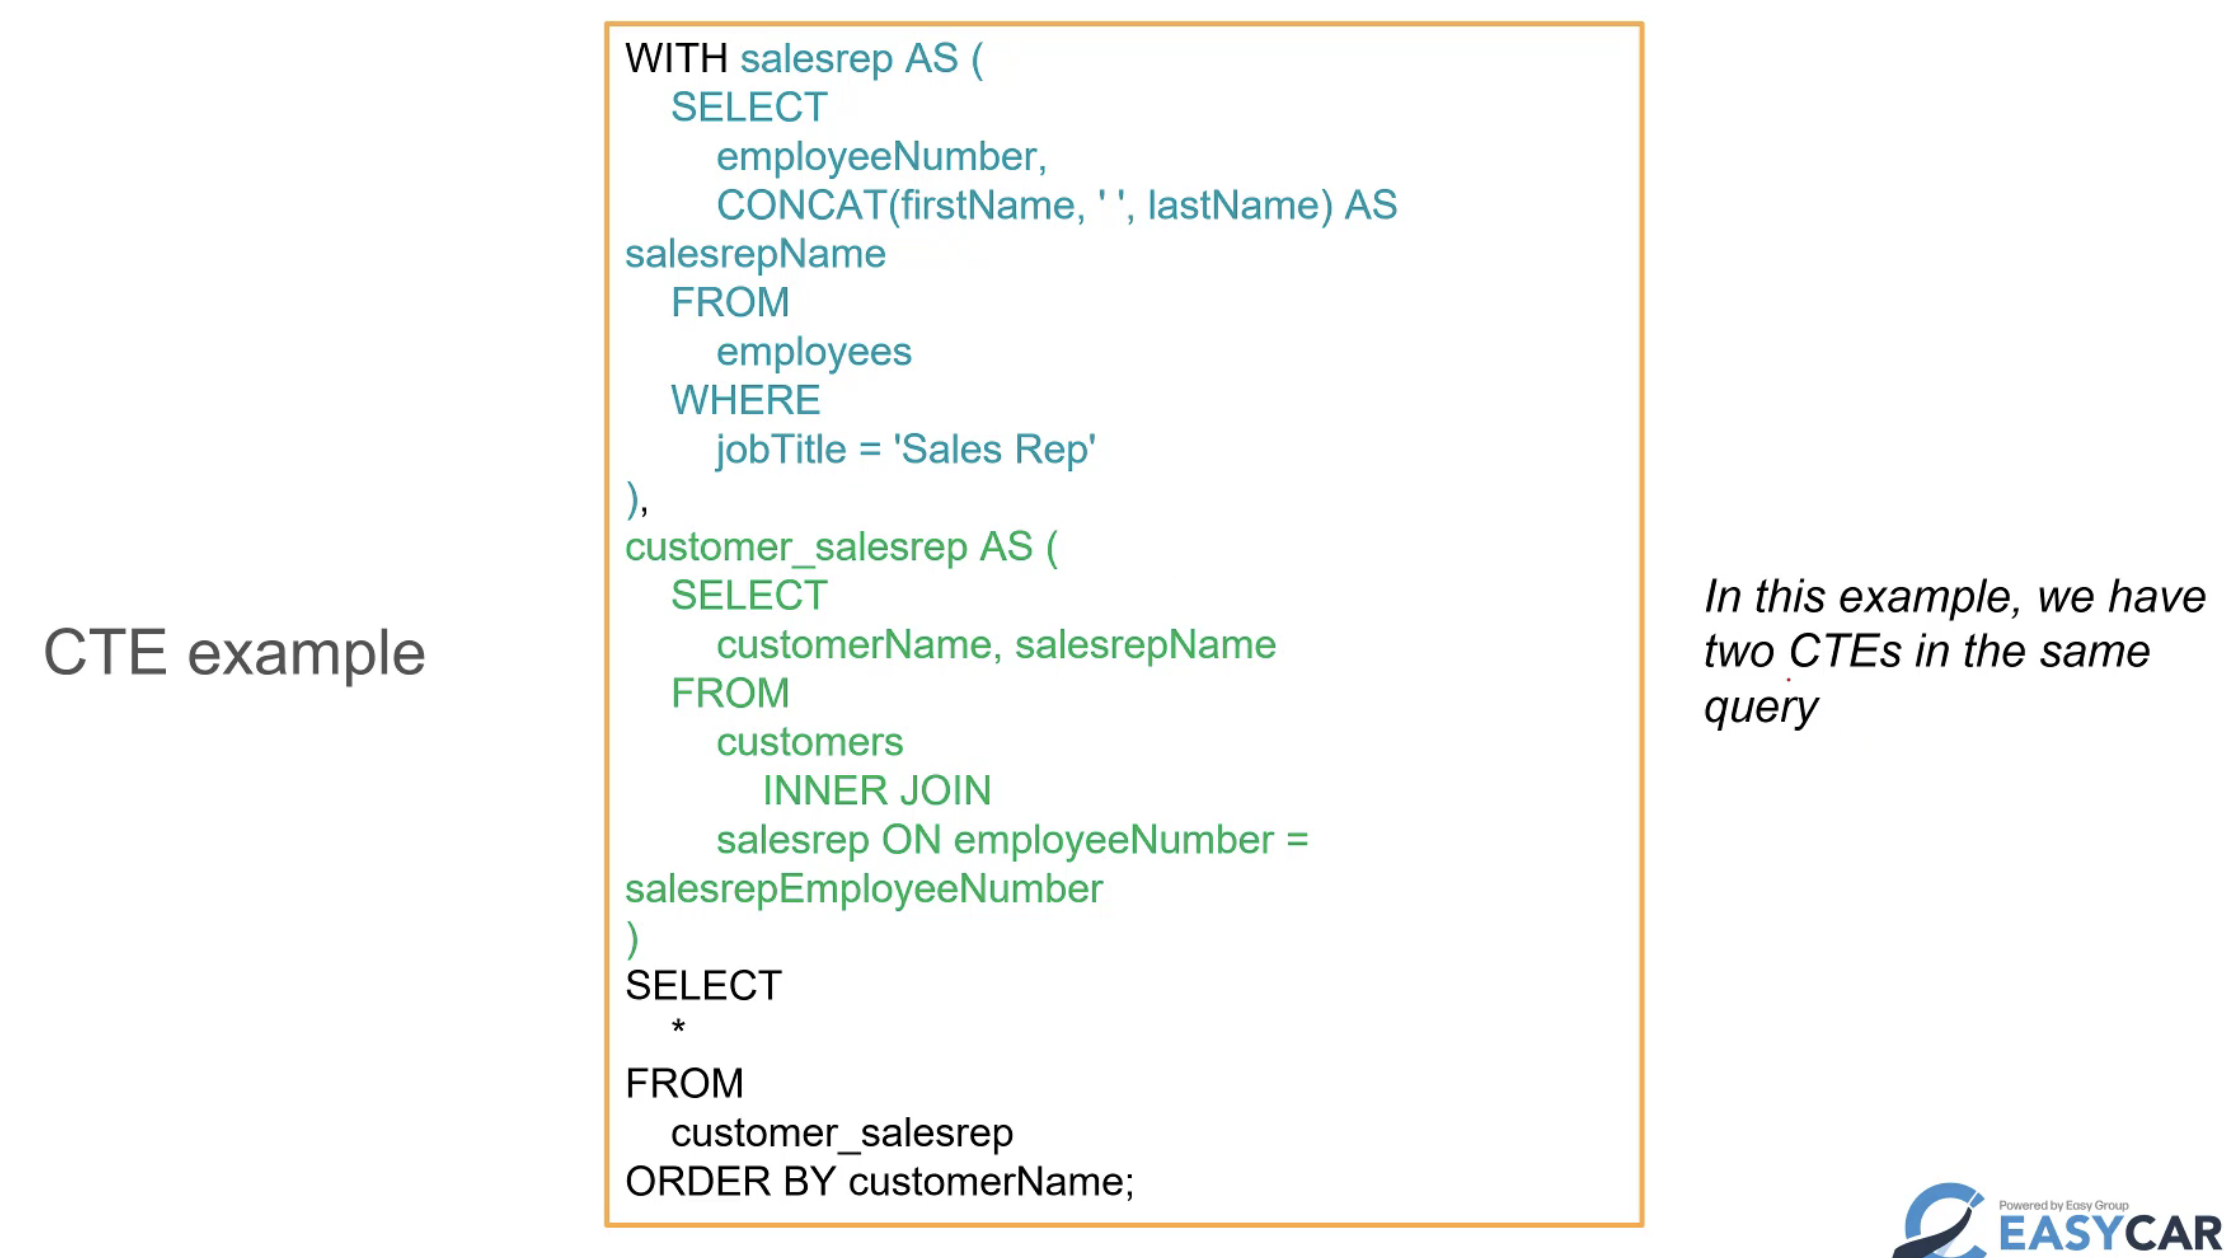 CTE example
WITH salesrep AS (
SELECT
employeeNumber,
CONCAT(firstName, ' ', lastName) AS
salesrepName
FROM
employees
WHERE
jobTitle = 'Sales Rep'
),
customer_salesrep AS (
SELECT
customerName, salesrepName
FROM
customers
INNER JOIN
salesrep ON employeeNumber =
salesrepEmployeeNumber
)
SELECT
*
FROM
customer_salesrep
ORDER BY customerName;
In this example, we have
two CTEs in the same
query
Powered by Easy Group
EASYCAR